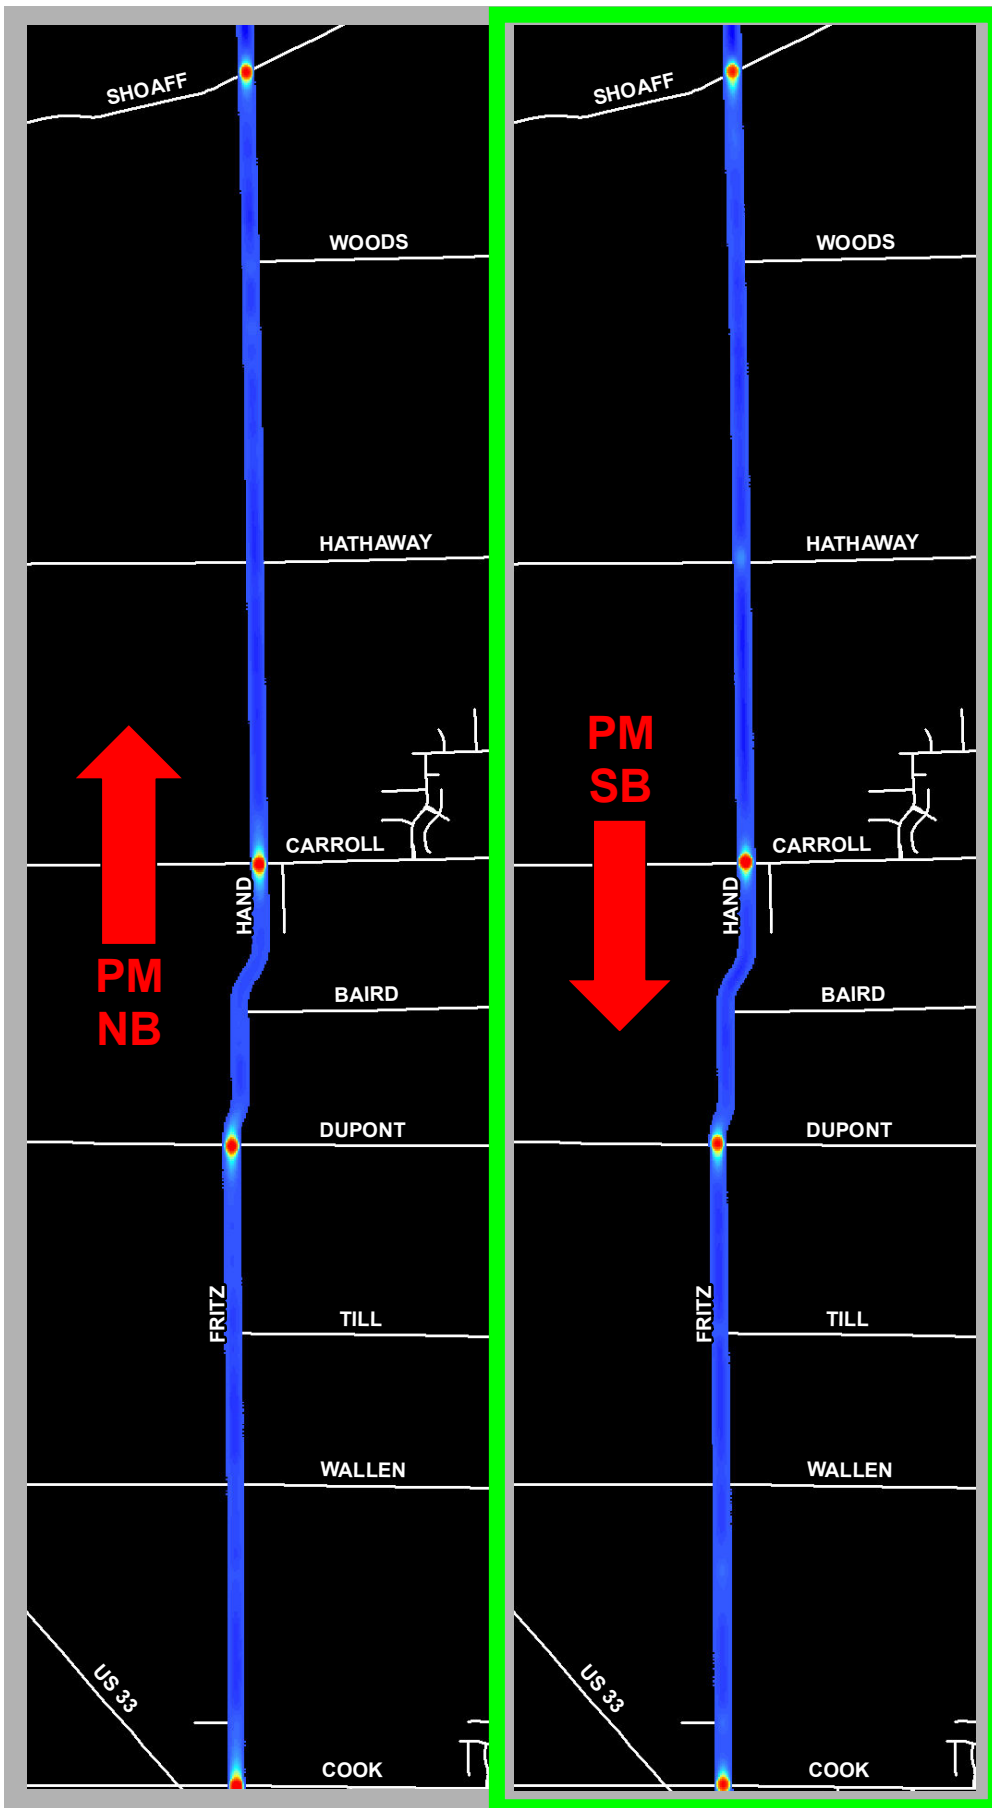 SHOAFF
WOODS
HATHAWAY
CARROLL
HAND
PM
NB
BAIRD
DUPONT
FRITZ
TILL
WALLEN
US 33
COOK
SHOAFF
WOODS
HATHAWAY
PM
SB
CARROLL
HAND
BAIRD
DUPONT
FRITZ
TILL
WALLEN
US 33
COOK